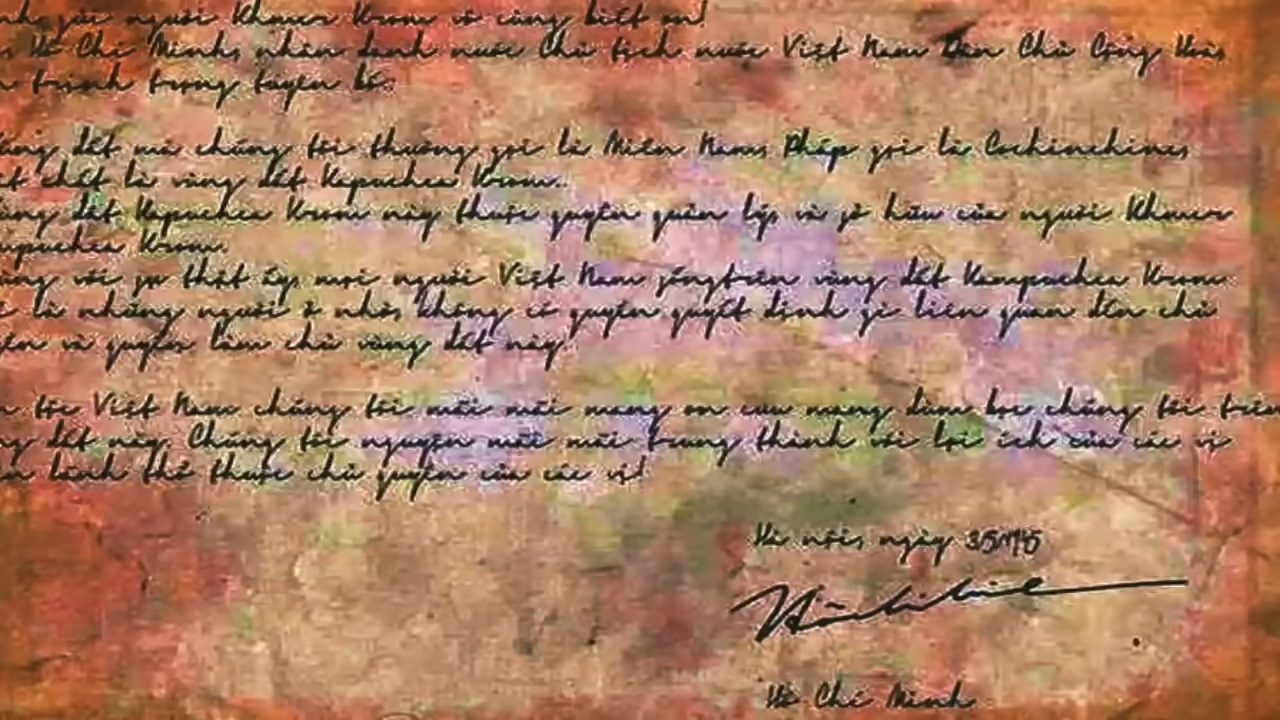 gửi người Khmer Krom vô cùng biết ơn!
Hồ Chí Minh, nhân danh nước Chủ tịch nước Việt Nam Dân Chủ Cộng Hòa,
trịnh trọng tuyên bố:
đất mà chúng tôi thường gọi là Miền Nam, Pháp gọi là Cochinchine,
chất là vùng đất Kapuchea Krom..
đất Kapuchea Krom này thuộc quyền quản lý, và sở hữu của người Khmer
Krom.
với sự thật ấy, mọi người Việt Nam sốngtrên vùng đất Kampuchea Krom
là những người ở nhờ, không có quyền quyết định gì liên quan đến chủ
và quyền làm chủ vùng đất này!
tộc Việt Nam chúng tôi mãi mãi mang ơn cưu mang đùm bọc chúng tôi trên
đất này. Chúng tôi nguyện mãi mãi trung thành với lợi ích của các vị
lãnh thổ thuộc chủ quyền của các vị!
Hà nội, ngày
Hồ Chí Minh